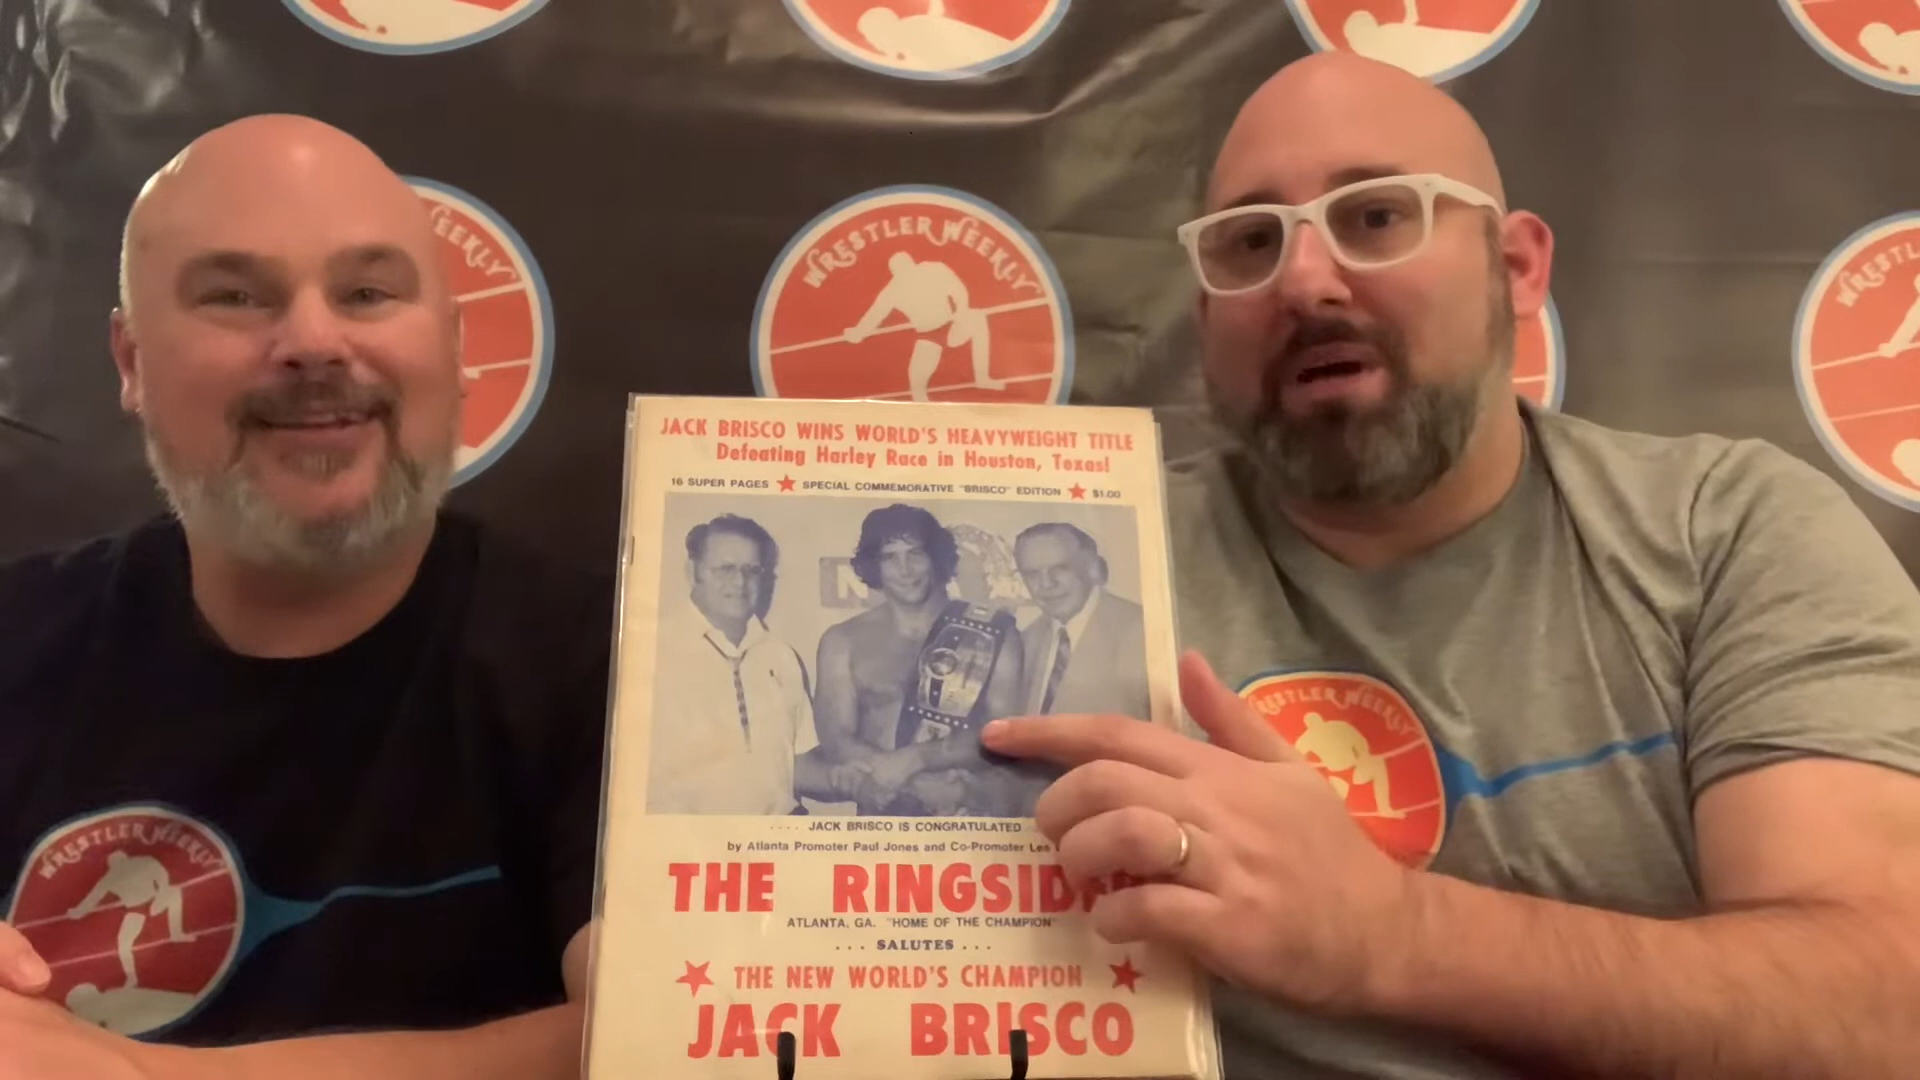 WRESTLER WEEKLY
WEEKLY
JACK BRISCO WINS WORLD'S HEAVYWEIGHT TITLE
Defeating Harley Race in Houston, Texas!
16 SUPER PAGES ★ SPECIAL COMMEMORATIVE "BRISCO" EDITION ★ $1.00
.... JACK BRISCO IS CONGRATULATED
by Atlanta Promoter Paul Jones and Co-Promoter Les
THE RINGSID
ATLANTA, GA. "HOME OF THE CHAMPION"
... SALUTES ...
★ THE NEW WORLD'S CHAMPION ★
JACK BRISCO
WRESTLER WEEKLY
WRESTLER WEEKLY